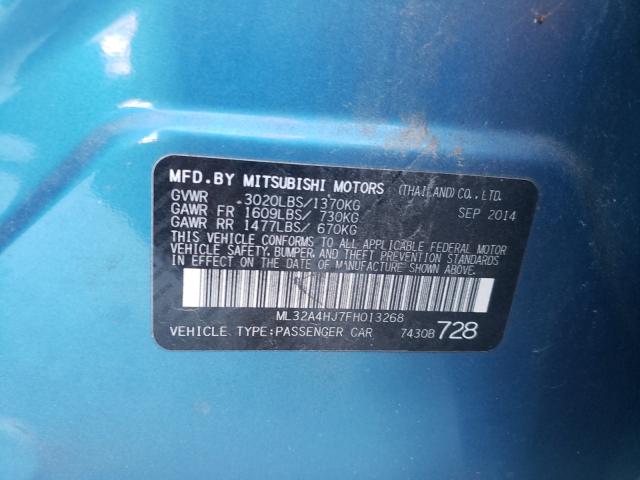 MFD.BY MITSUBISHI MOTORS (THAILAND) CO., LTD.
GVWR 3020LBS/1370KG SEP 2014
GAWR FR 1609LBS/ 730KG
GAWR RR 1477LBS/ 670KG
THIS VEHICLE CONFORMS TO ALL APPLICABLE FEDERAL MOTOR
VEHICLE SAFETY, BUMPER, AND THEFT PREVENTION STANDARDS
IN EFFECT ON THE DATE OF MANUFACTURE SHOWN ABOVE.
ML32A4HJ7FH013268
VEHICLE TYPE:PASSENGER CAR 7430B 728